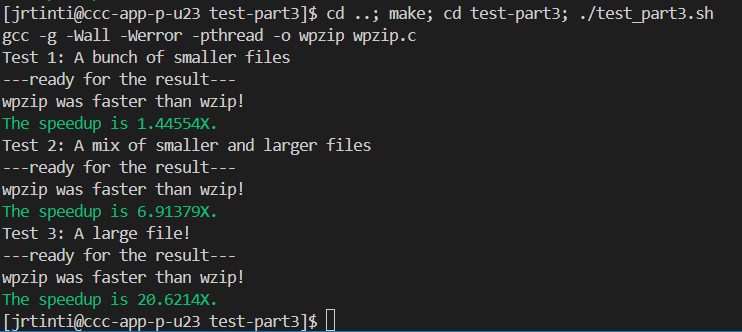 [jrtinti@ccc-app-p-u23 test-part3]$ cd ..; make; cd test-part3; ./test_part3.sh
gcc -g -Wall -Werror -pthread -o wpzip wpzip.c
Test 1: A bunch of smaller files
---ready for the result---
wpzip was faster than wzip!
The speedup is 1.44554X.
Test 2: A mix of smaller and larger files
---ready for the result---
wpzip was faster than wzip!
The speedup is 6.91379X.
Test 3: A large file!
---ready for the result---
wpzip was faster than wzip!
The speedup is 20.6214X.
[jrtinti@ccc-app-p-u23 test-part3]$